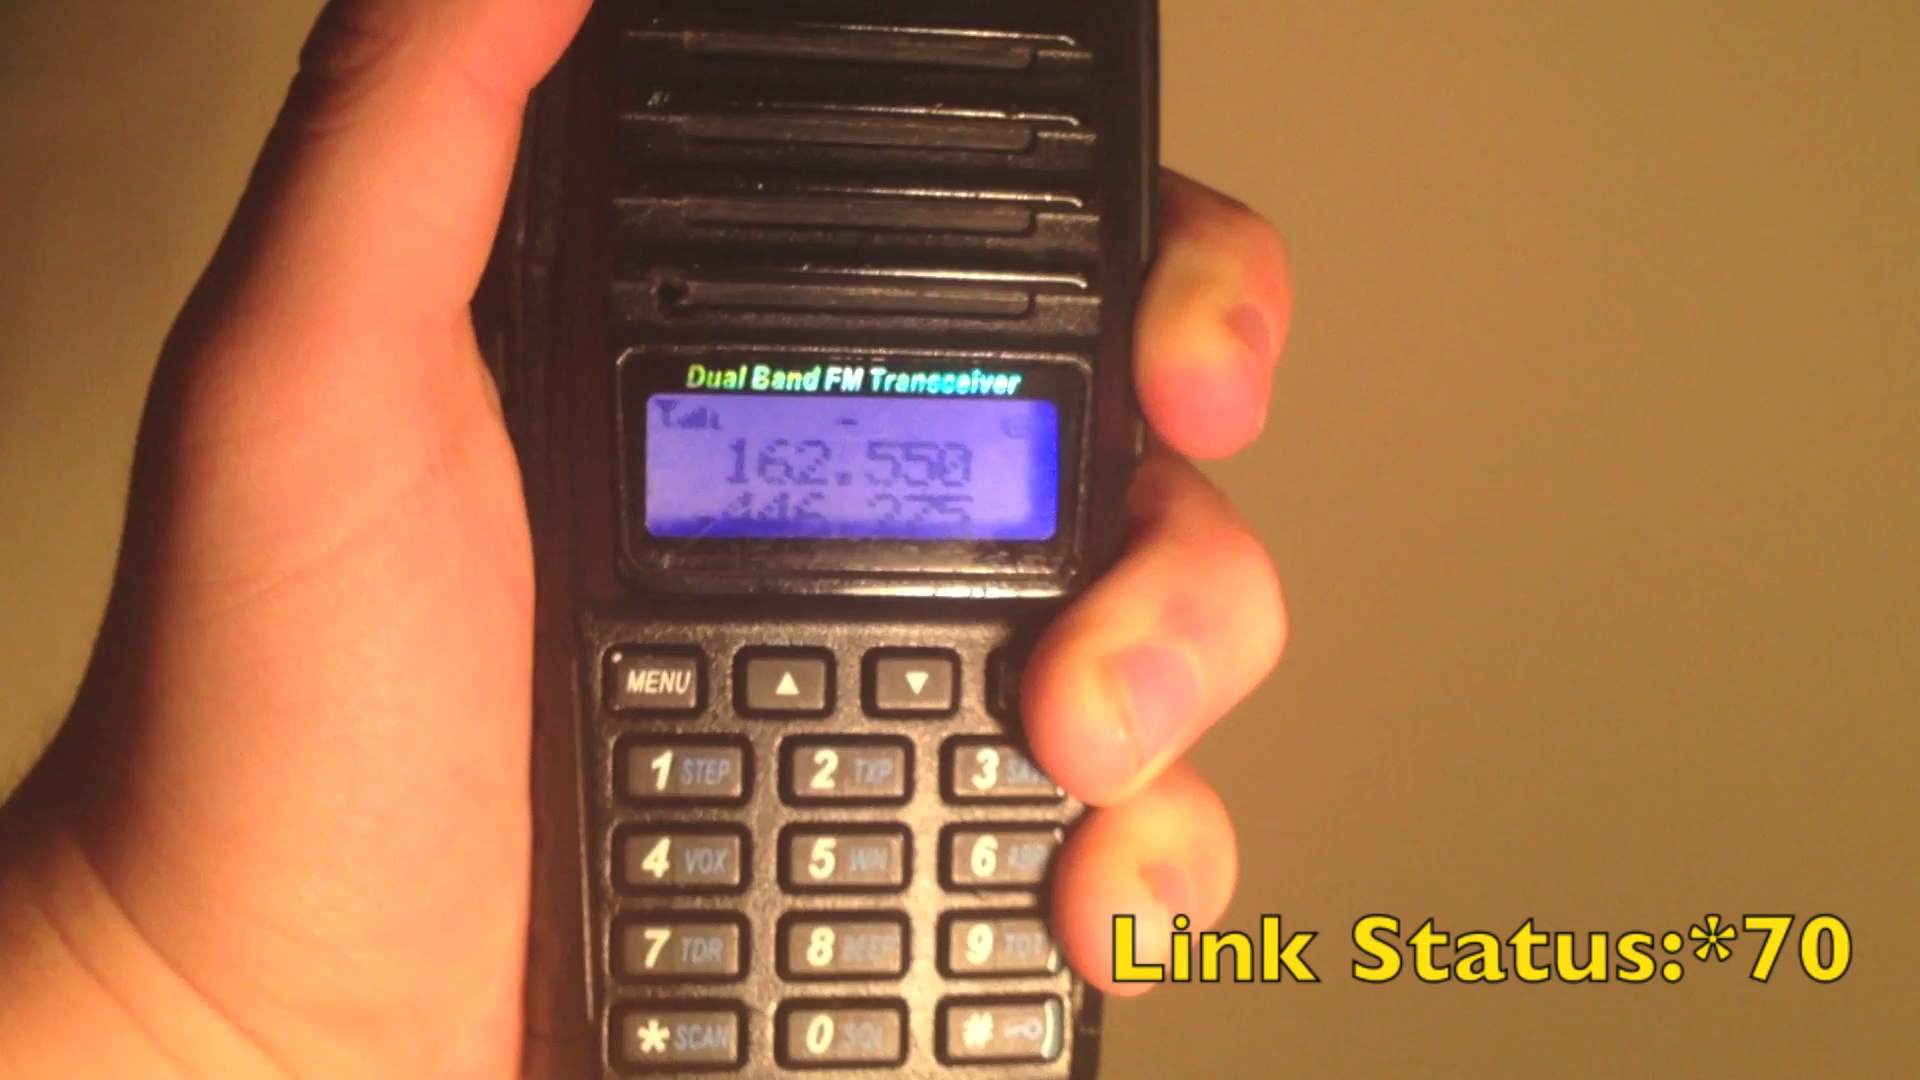 Dual Band FM Transceiver
162.550
MENU ▲ ▼
1 STEP 2 TXP 3
4 VOX 5 6
7 TDR 8 BEEP 9
* SCAN 0 SQL #
Link Status:*70